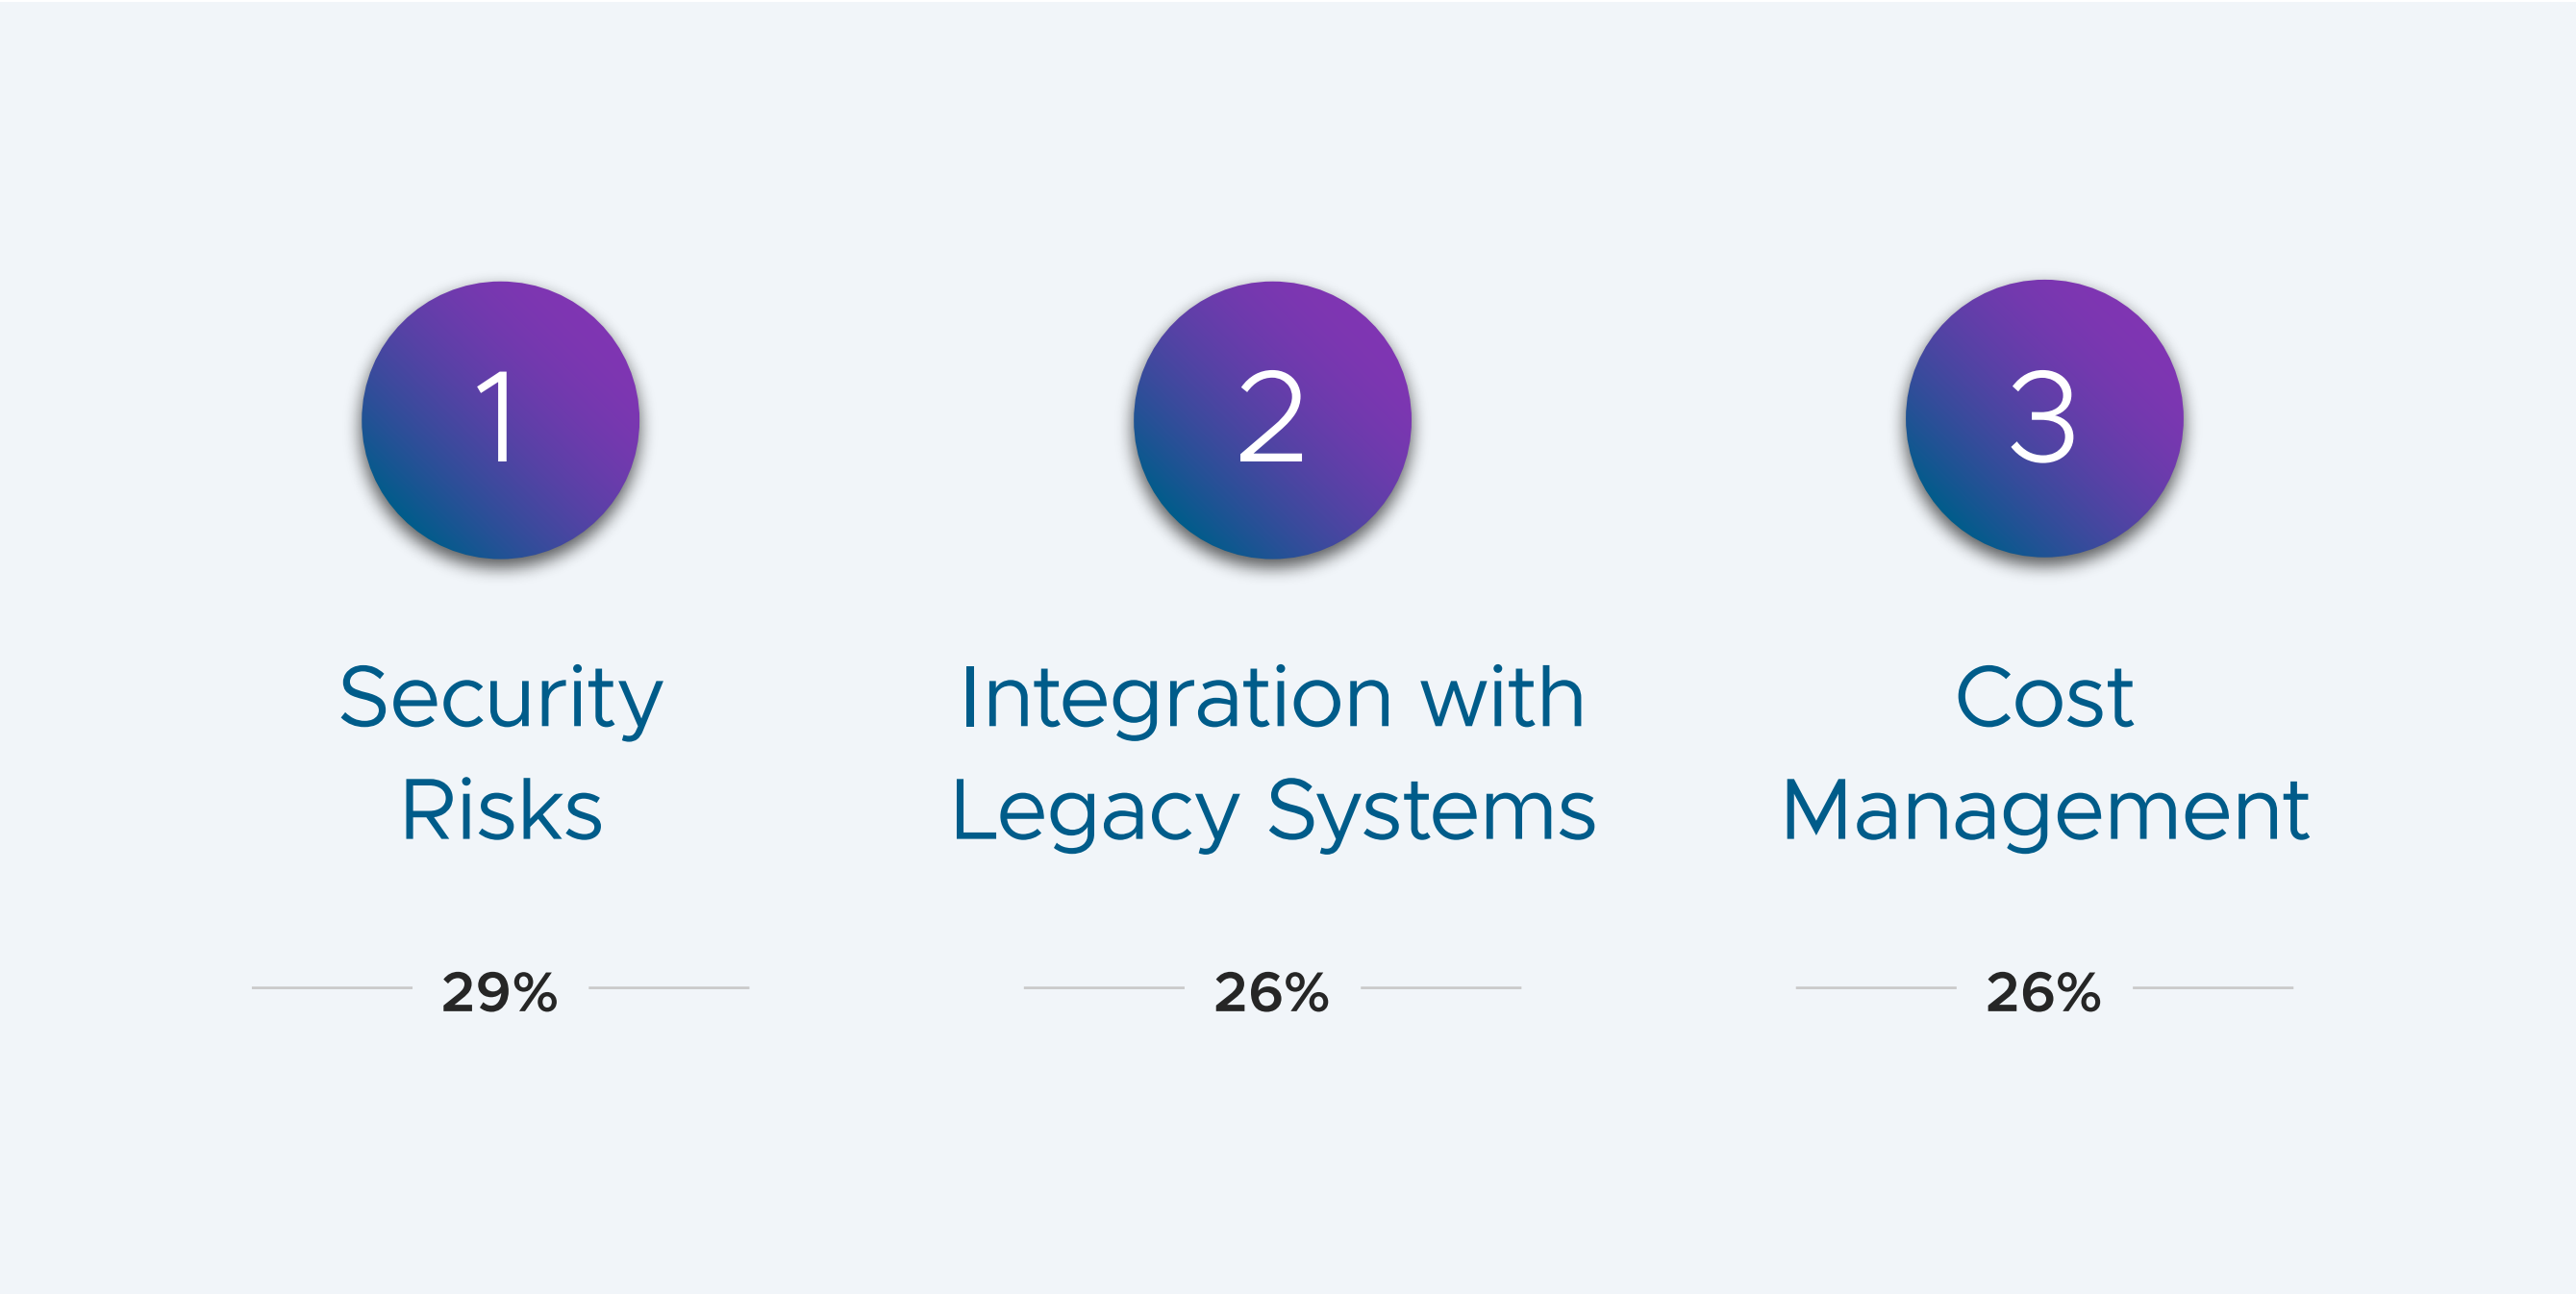 1
Security
Risks
29%
2
Integration with
Legacy Systems
26%
3
Cost
Management
26%